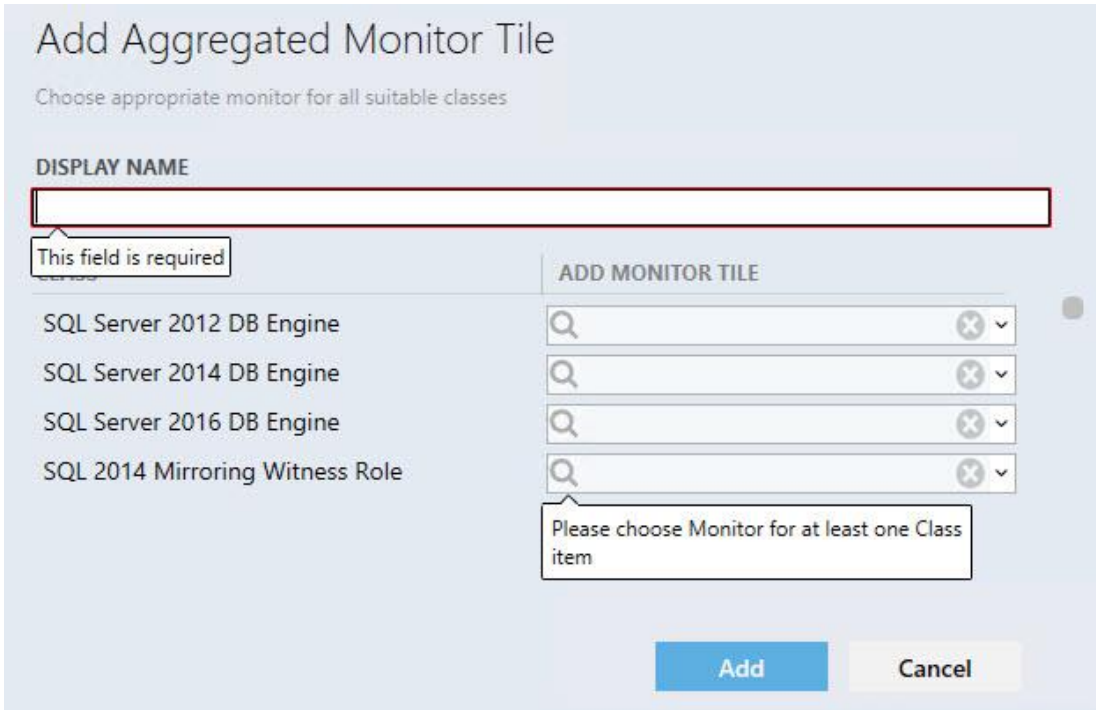 Add Aggregated Monitor Tile
Choose appropriate monitor for all suitable classes
DISPLAY NAME
This field is required
CLASS
ADD MONITOR TILE
SQL Server 2012 DB Engine
SQL Server 2014 DB Engine
SQL Server 2016 DB Engine
SQL 2014 Mirroring Witness Role
Please choose Monitor for at least one Class
item
Add
Cancel